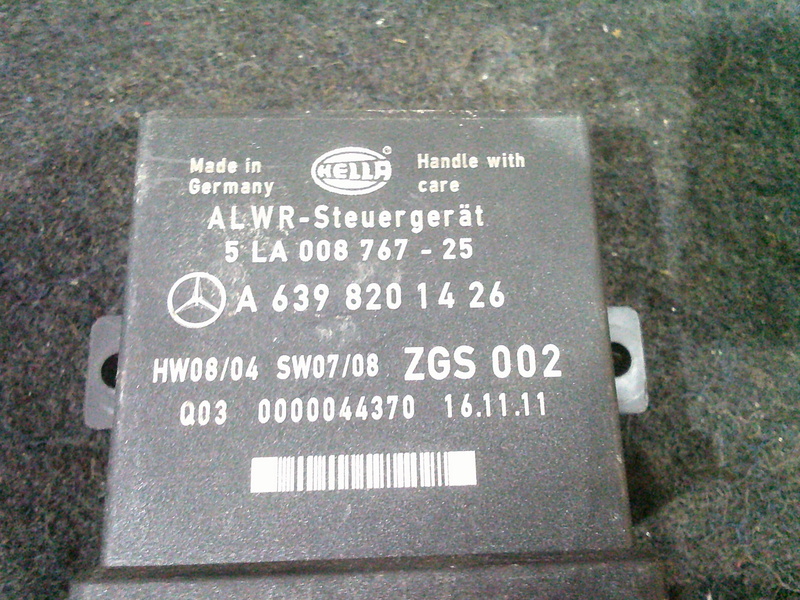 Made in Germany
HELLA
Handle with care
ALWR-Steuergerät
5 LA 008 767 - 25
A 639 820 14 26
HW08/04 SW07/08 ZGS 002
Q03 0000044370 16.11.11